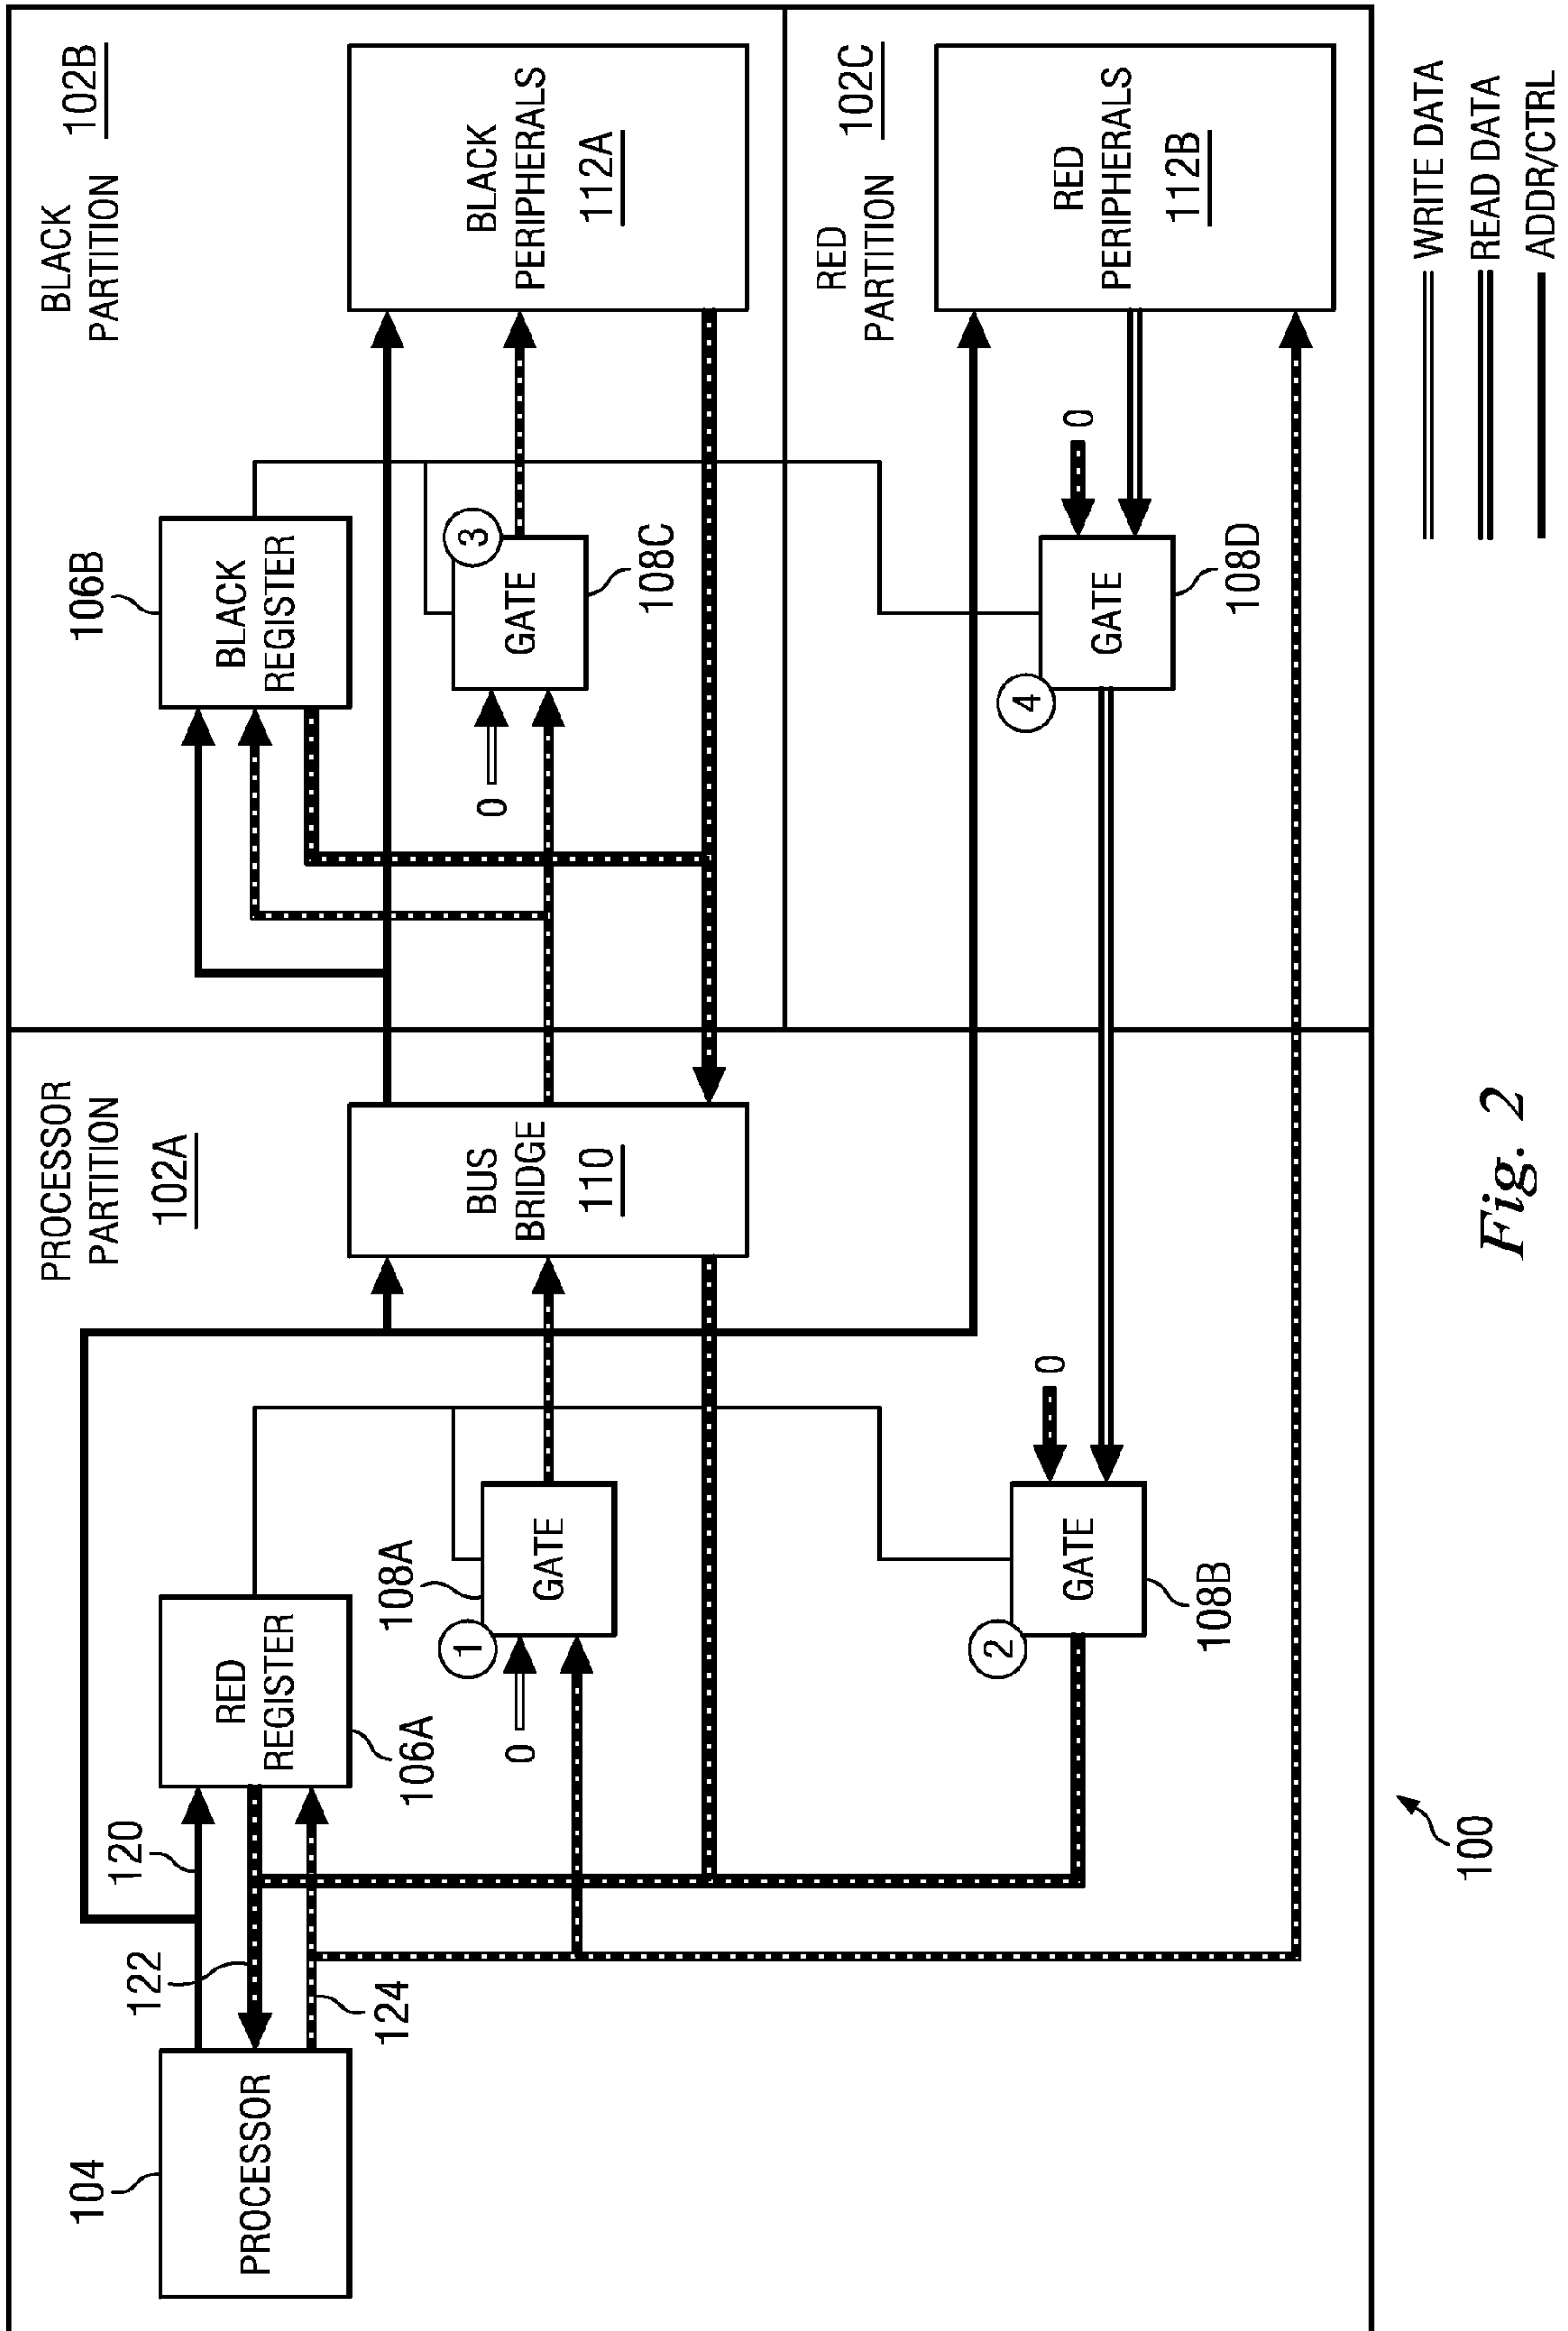 PROCESSOR
PARTITION
102A
BLACK
PARTITION
102B
104
PROCESSOR
120
122
124
RED
REGISTER
106A
106B
BLACK
REGISTER
108A
1
0
GATE
BUS
BRIDGE
110
0
3
GATE
108C
BLACK
PERIPHERALS
112A
RED
PARTITION
102C
2
GATE
108B
0
4
GATE
108D
0
RED
PERIPHERALS
112B
100
WRITE DATA
READ DATA
ADDR/CTRL
Fig. 2